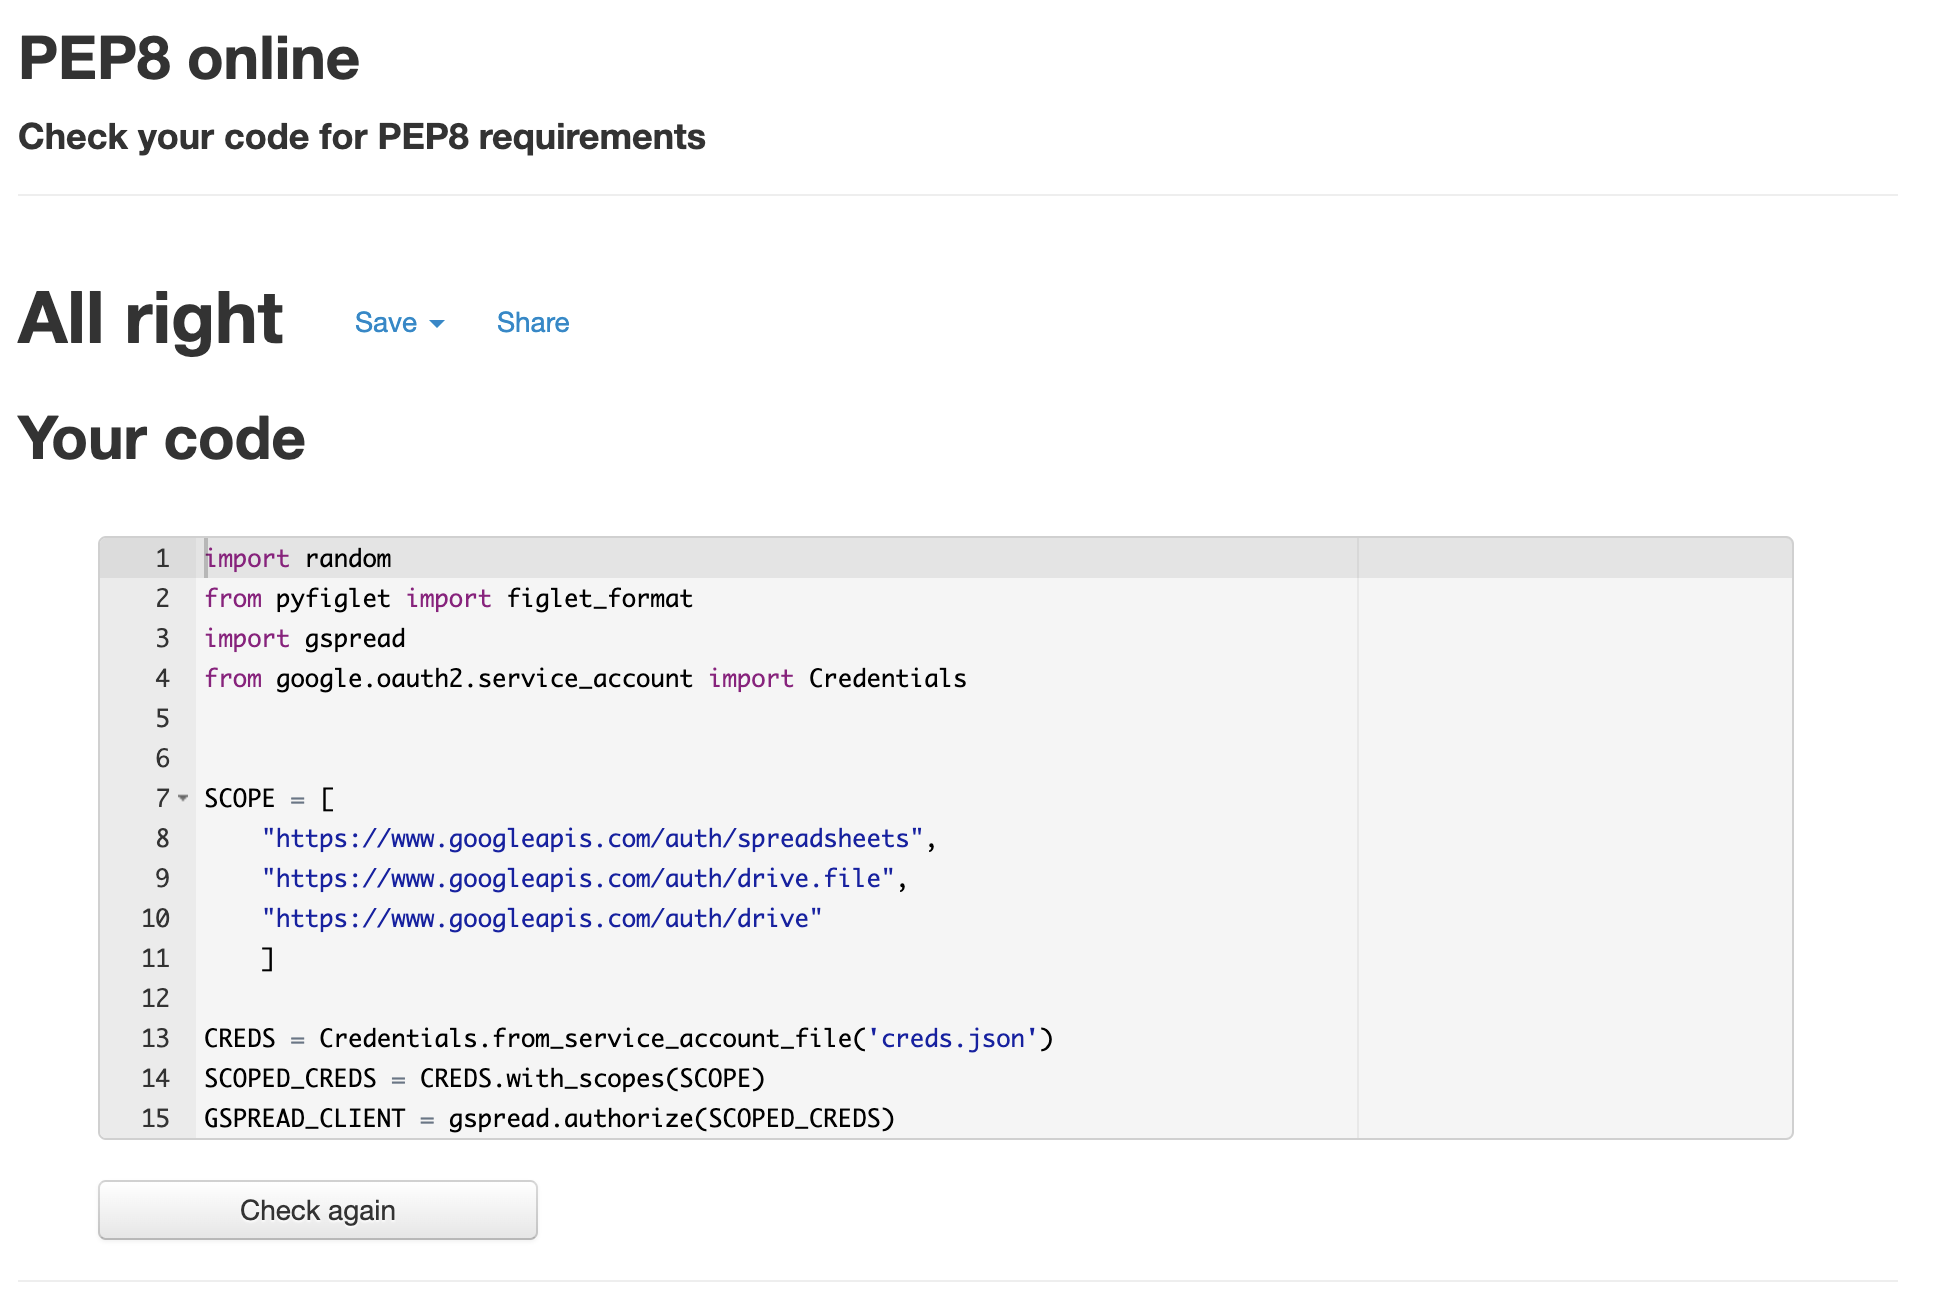 PEP8 online
Check your code for PEP8 requirements
All right Save Share
Your code
1 import random
2 from pyfiglet import figlet_format
3 import gspread
4 from google.oauth2.service_account import Credentials
5
6
7 SCOPE = [
8     "https://www.googleapis.com/auth/spreadsheets",
9     "https://www.googleapis.com/auth/drive.file",
10     "https://www.googleapis.com/auth/drive"
11     ]
12
13 CREDS = Credentials.from_service_account_file('creds.json')
14 SCOPED_CREDS = CREDS.with_scopes(SCOPE)
15 GSPREAD_CLIENT = gspread.authorize(SCOPED_CREDS)
Check again